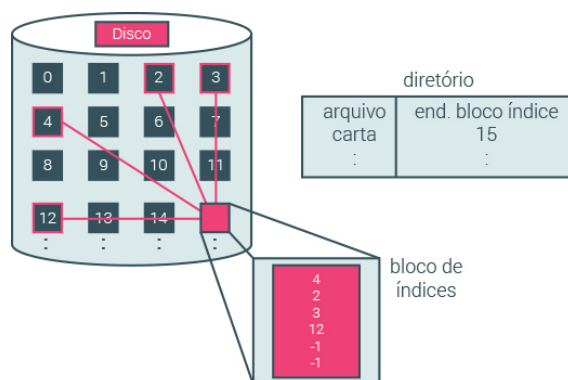 Disco
0 1 2 3
4 5 6 7
8 9 10 11
12 13 14
: : : :
diretório
arquivo end. bloco índice
carta 15
: :
bloco de
índices
4
2
3
12
-1
-1